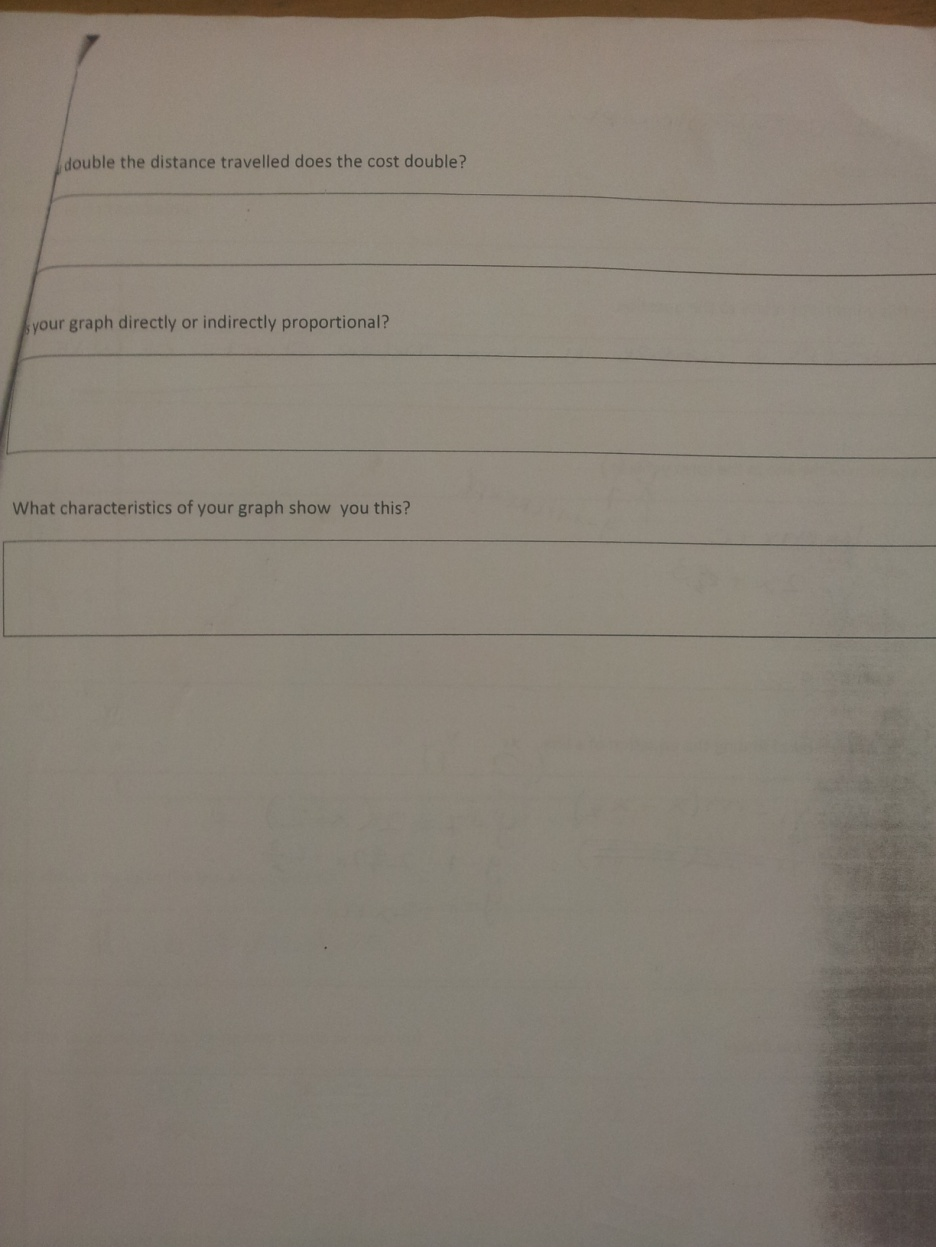 double the distance travelled does the cost double?
your graph directly or indirectly proportional?
What characteristics of your graph show you this?